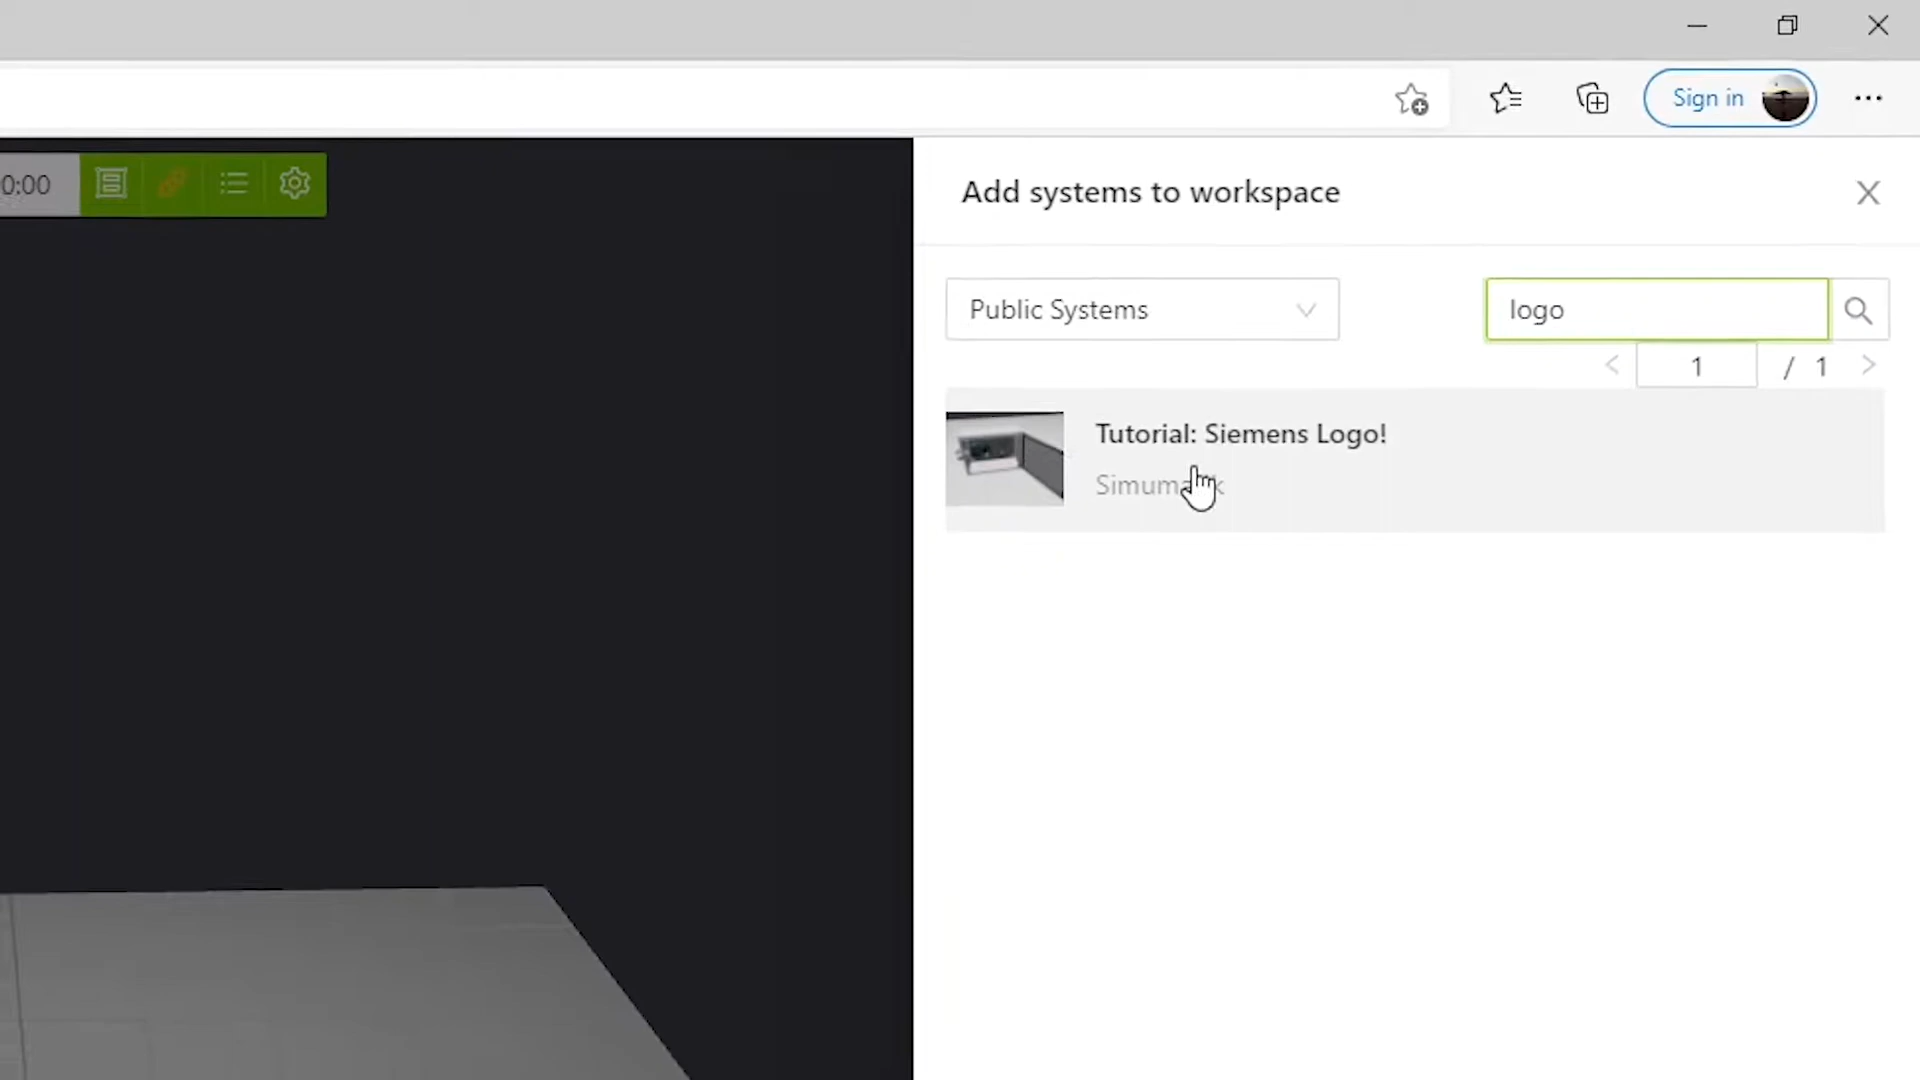 Sign in
0:00
Add systems to workspace
Public Systems
logo
1 / 1
Tutorial: Siemens Logo!